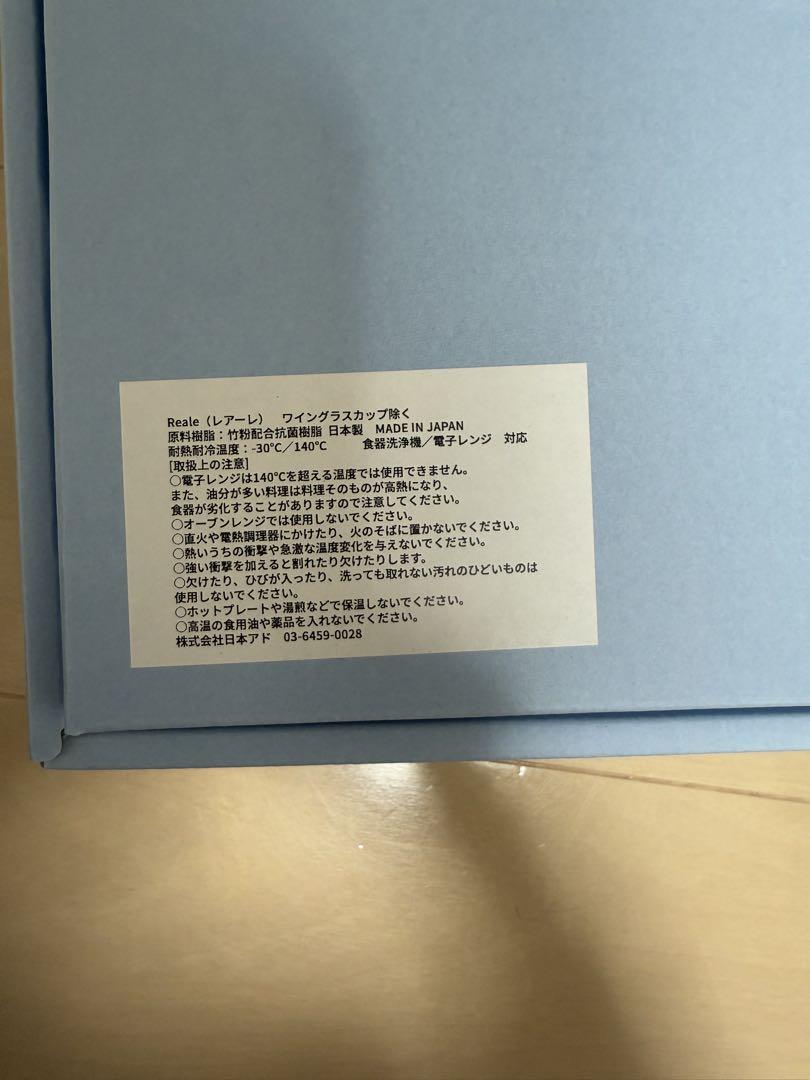 Reale（レアーレ）　ワイングラスカップ除く
原料樹脂：竹粉配合抗菌樹脂 日本製　MADE IN JAPAN
耐熱耐冷温度：-30℃／140℃　　　食器洗浄機／電子レンジ　対応
[取扱上の注意]
○電子レンジは140℃を超える温度では使用できません。
また、油分が多い料理は料理そのものが高熱になり、
食器が劣化することがありますので注意してください。
○オーブンレンジでは使用しないでください。
○直火や電熱調理器にかけたり、火のそばに置かないでください。
○熱いうちの衝撃や急激な温度変化を与えないでください。
○強い衝撃を加えると割れたり欠けたりします。
○欠けたり、ひびが入ったり、洗っても取れない汚れのひどいものは
使用しないでください。
○ホットプレートや湯煎などで保温しないでください。
○高温の食用油や薬品を入れないでください。
株式会社日本アド　03-6459-0028